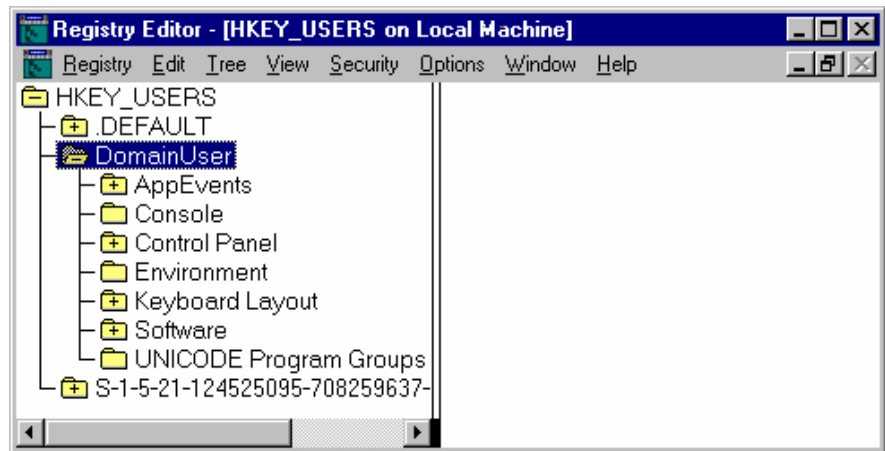 Registry Editor - [HKEY_USERS on Local Machine]
Registry Edit Tree View Security Options Window Help
HKEY_USERS
.DEFAULT
DomainUser
AppEvents
Console
Control Panel
Environment
Keyboard Layout
Software
UNICODE Program Groups
S-1-5-21-124525095-708259637-